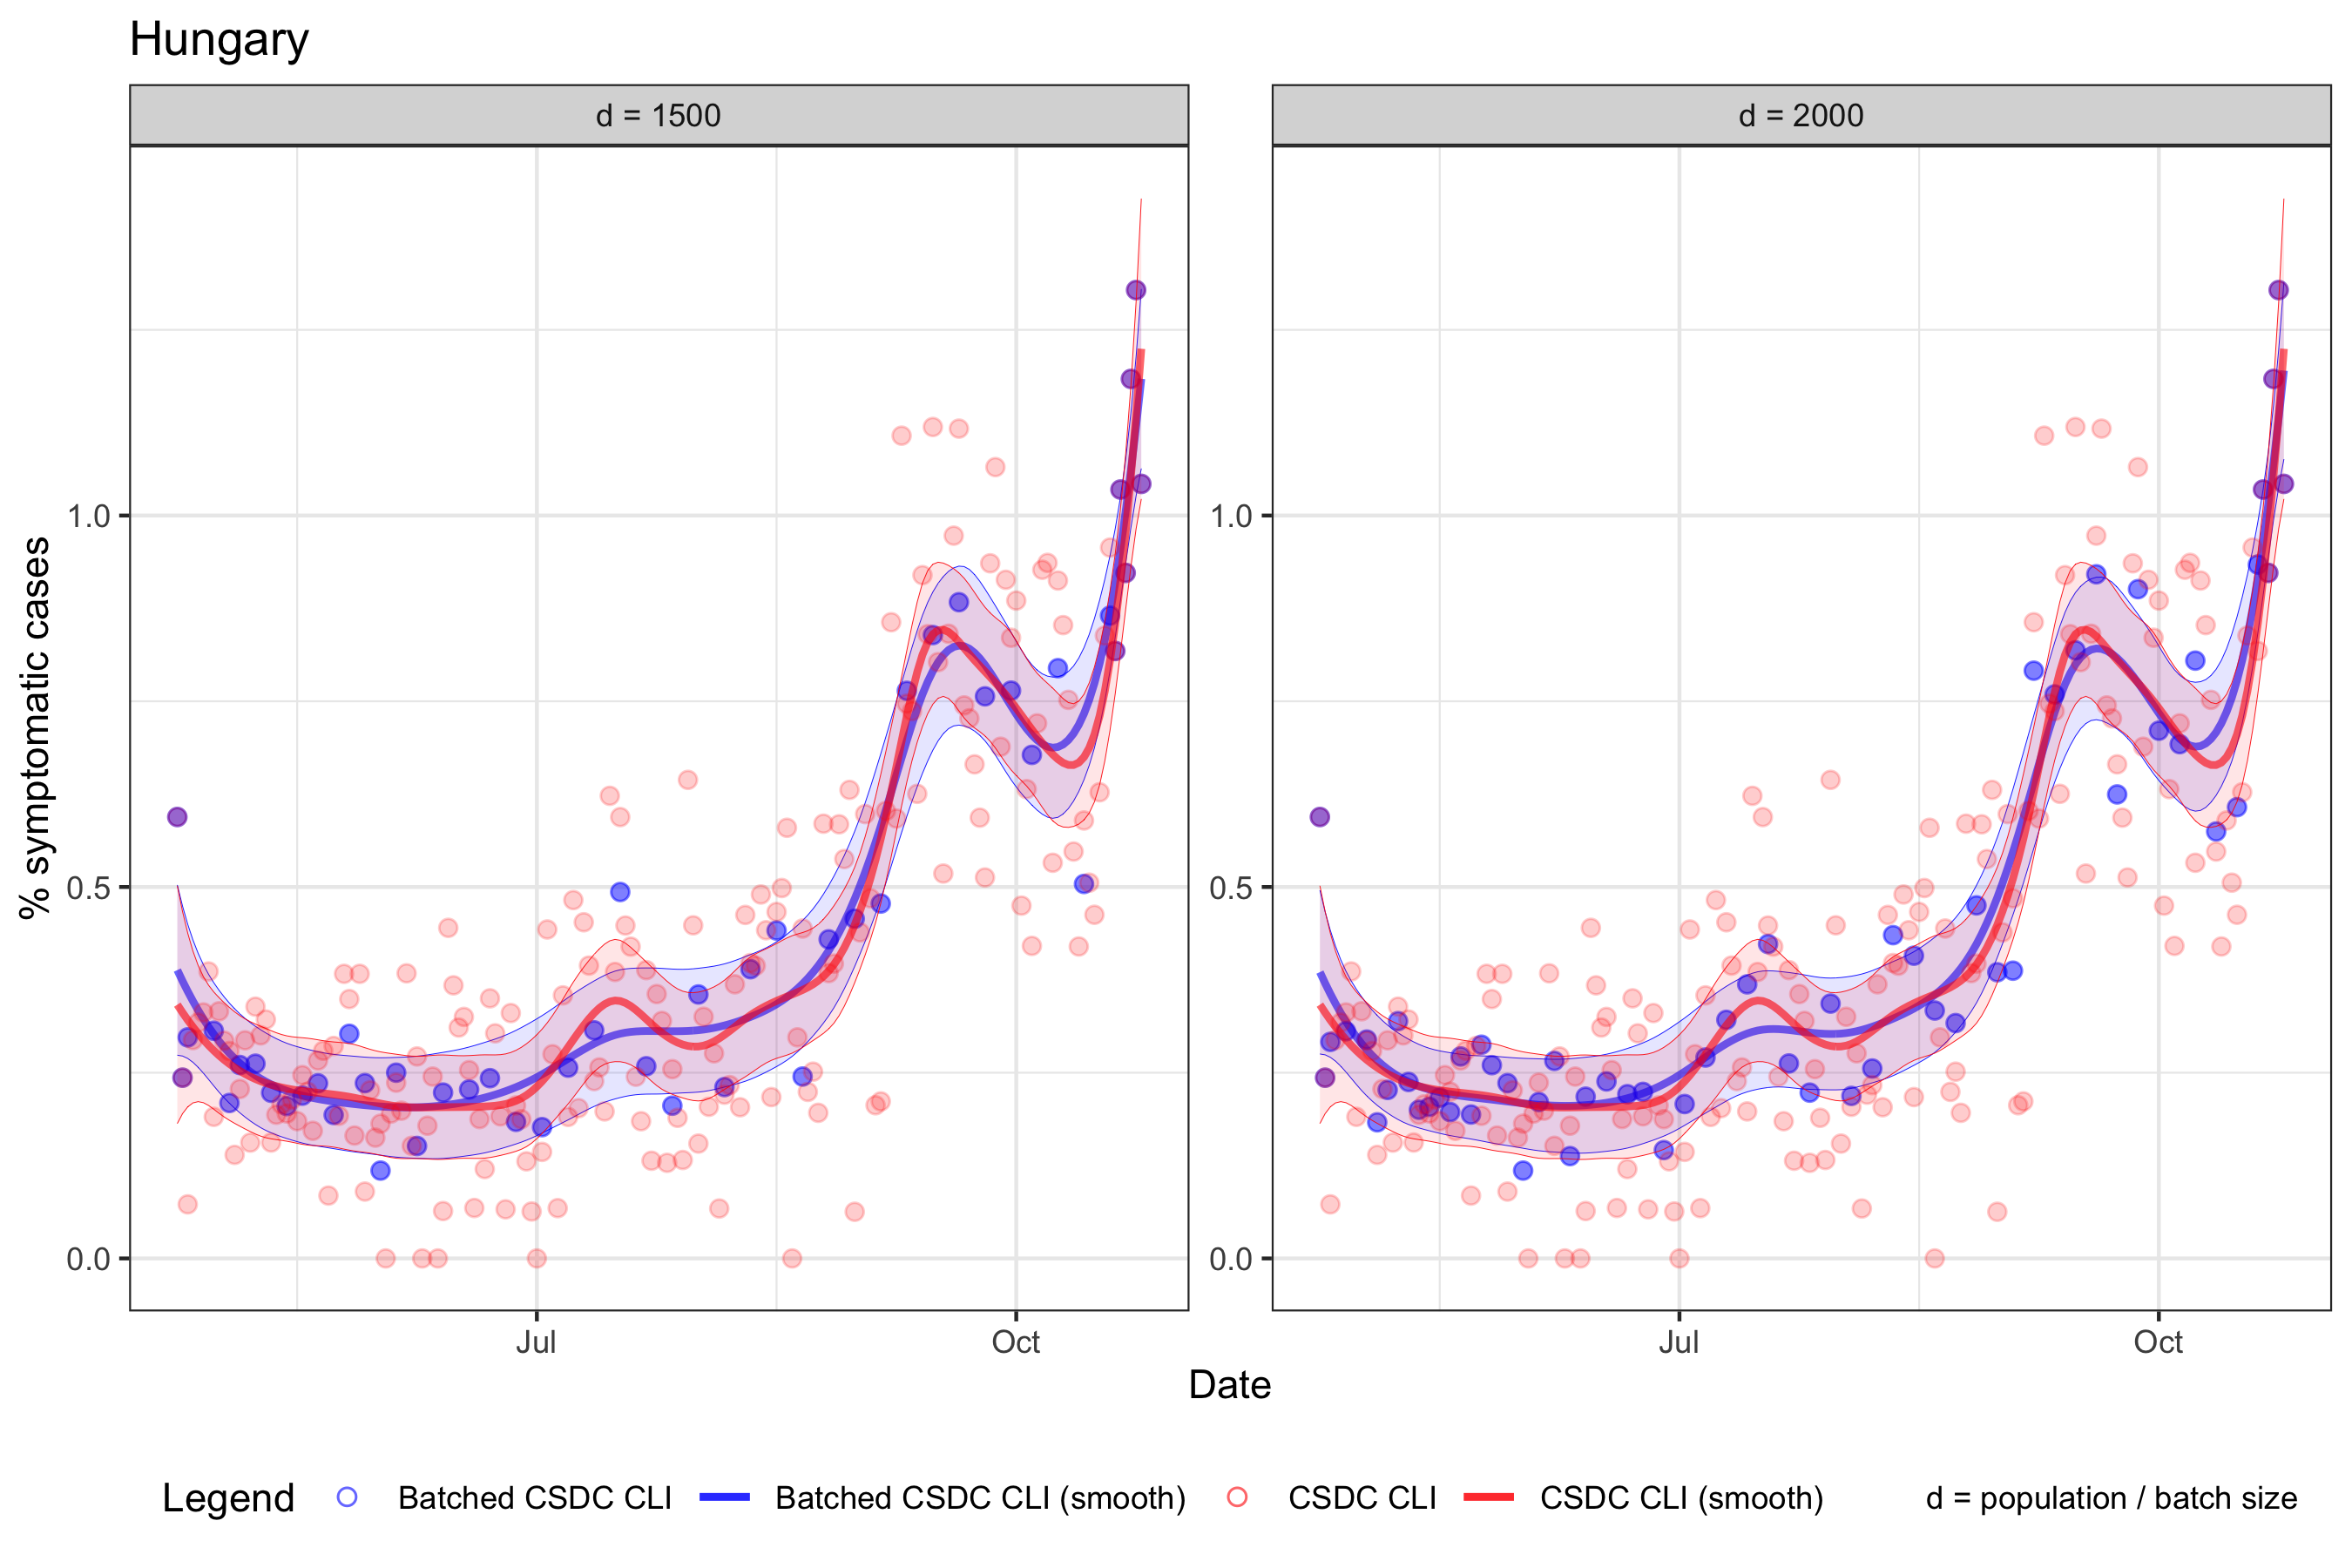 Hungary
d = 1500
d = 2000
% symptomatic cases
1.0
0.5
0.0
1.0
0.5
0.0
Jul
Oct
Jul
Oct
Date
Legend Batched CSDC CLI Batched CSDC CLI (smooth) CSDC CLI CSDC CLI (smooth) d = population / batch size